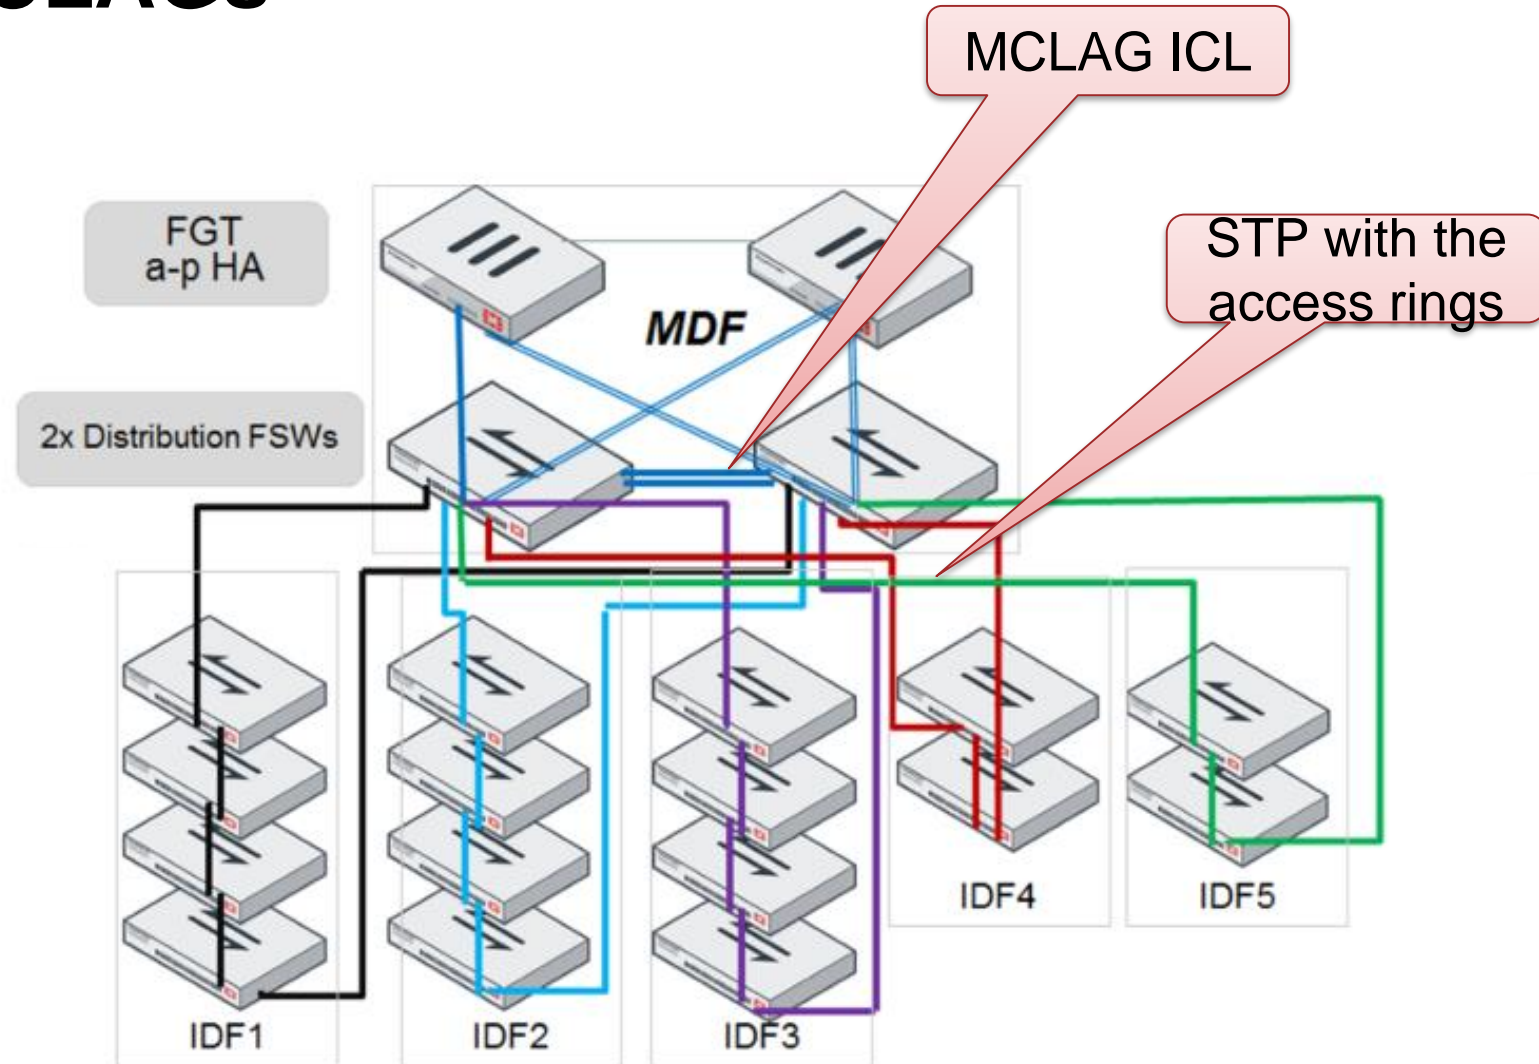 MCLAG ICL
FGT
a-p HA
STP with the
access rings
MDF
2x Distribution FSWs
IDF4
IDF5
IDF1
IDF2
IDF3